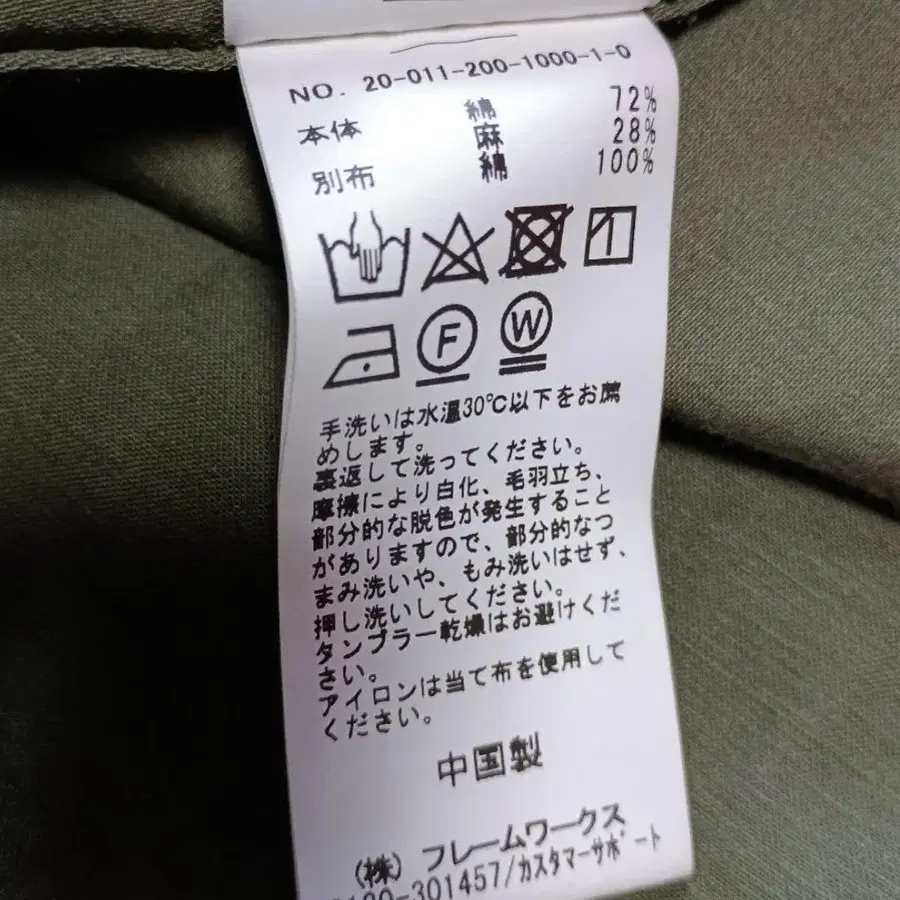 NO. 20-011-200-1000-1-0
本体 綿 72%
麻 28%
別布 綿 100%
F W
手洗いは水温30℃以下をお薦
めします。
裏返して洗ってください。
摩擦により白化、毛羽立ち、
部分的な脱色が発生すること
がありますので、部分的なつ
まみ洗いや、もみ洗いはせず、
押し洗いしてください。
タンブラー乾燥はお避けくだ
さい。
アイロンは当て布を使用して
ください。
中国製
(株) フレームワークス
120-301457/カスタマーサポート